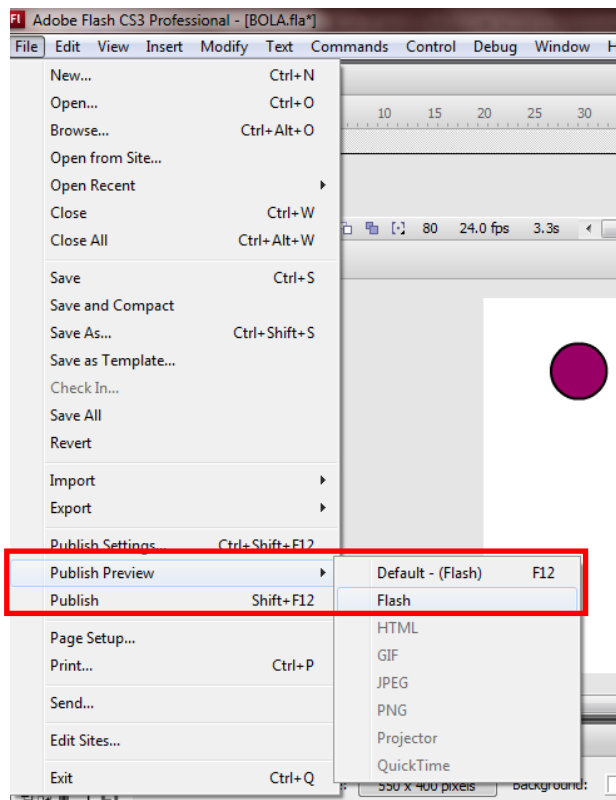 Fl Adobe Flash CS3 Professional - [BOLA.fla*]
File Edit View Insert Modify Text Commands Control Debug Window H
New... Ctrl+N
Open... Ctrl+O
10 15 20 25 30
Browse... Ctrl+Alt+O
Open from Site...
Open Recent
Close Ctrl+W
80 24.0 fps 3.3s
Close All Ctrl+Alt+W
Save Ctrl+S
Save and Compact
Save As... Ctrl+Shift+S
Save as Template...
Check In...
Save All
Revert
Import
Export
Publish Settings... Ctrl+Shift+F12
Publish Preview Default - (Flash) F12
Publish Shift+F12 Flash
HTML
Page Setup...
GIF
Print... Ctrl+P
JPEG
Send...
PNG
Edit Sites... Projector
QuickTime
Exit Ctrl+Q
550 x 400 pixels Background: